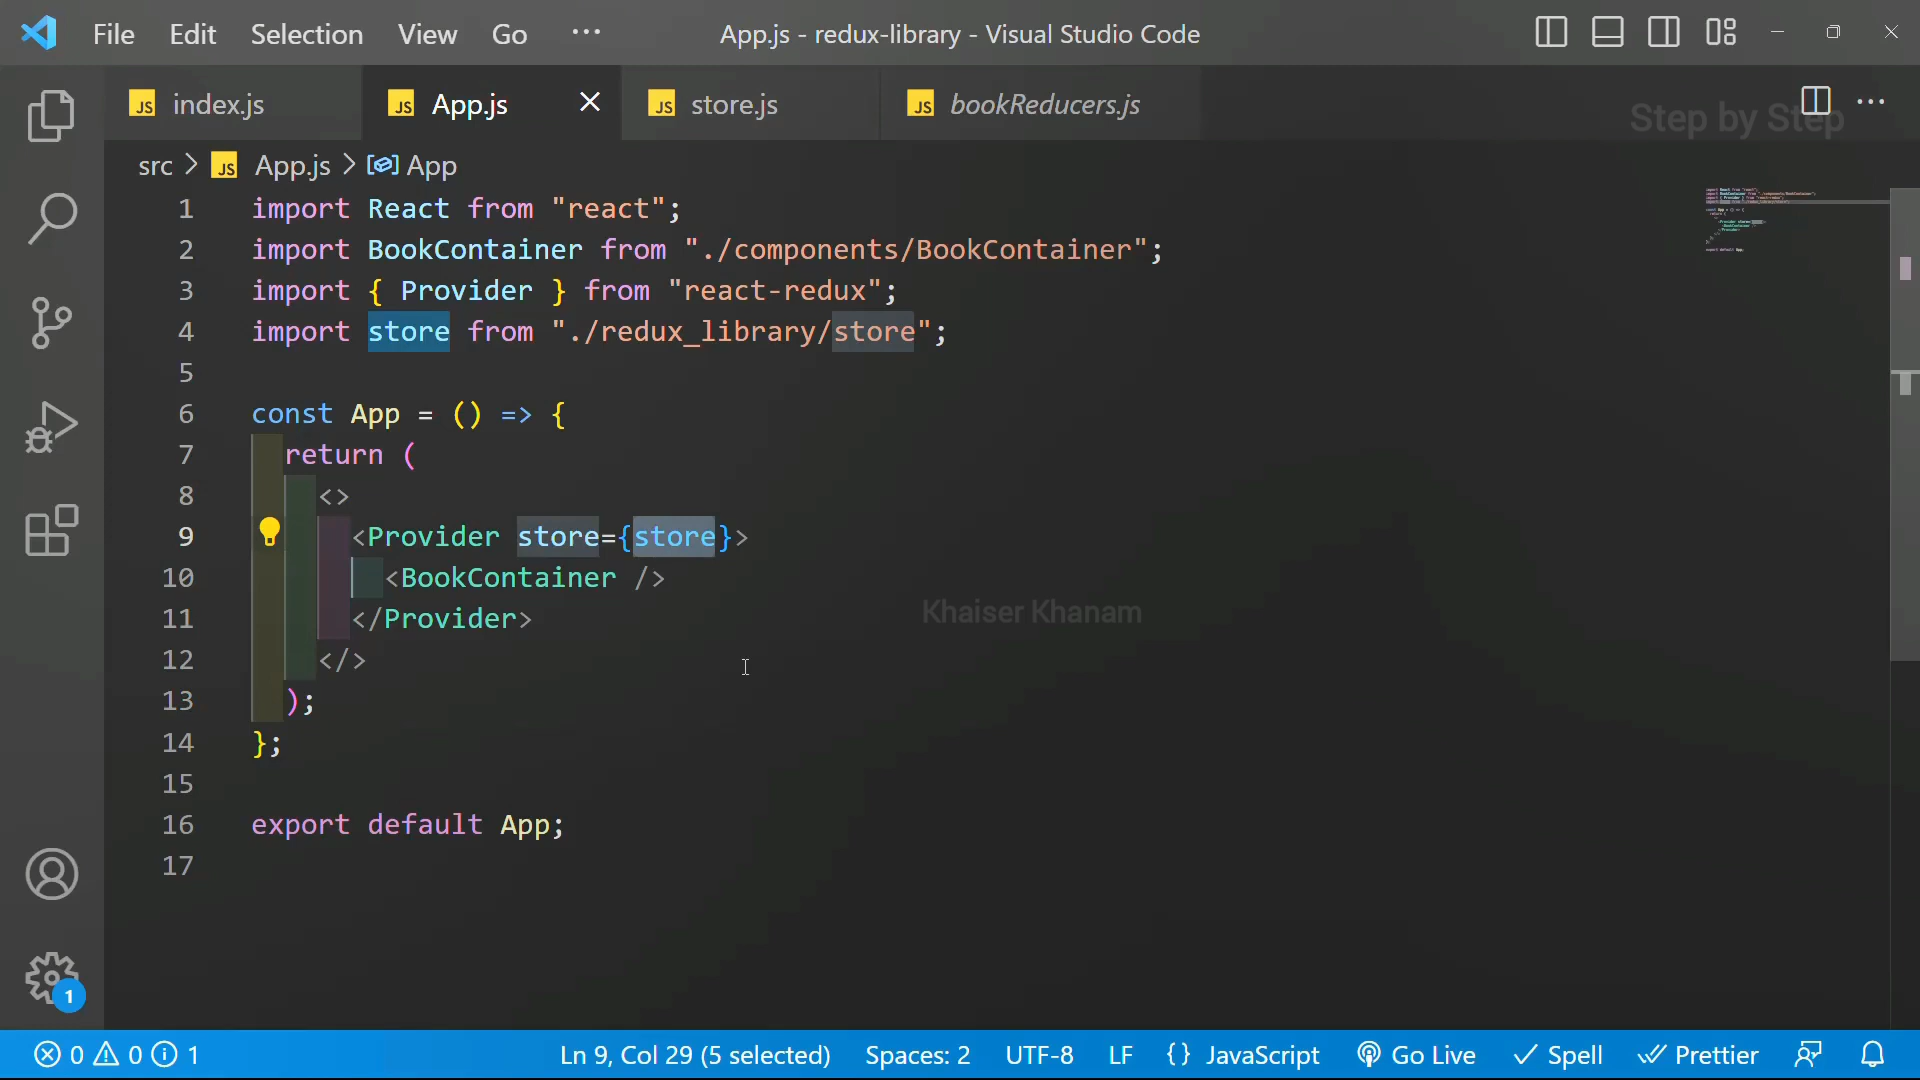 File Edit Selection View Go ··· App.js - redux-library - Visual Studio Code
JS index.js JS App.js JS store.js JS bookReducers.js
Step by Step
src > JS App.js > App
1 import React from "react";
2 import BookContainer from "./components/BookContainer";
3 import { Provider } from "react-redux";
4 import store from "./redux_library/store";
5
6 const App = () => {
7 return (
8 <>
9 <Provider store={store}>
10 <BookContainer />
11 </Provider>
Khaiser Khanam
12 </>
13 );
14 };
15
16 export default App;
17
1
0 0 1 Ln 9, Col 29 (5 selected) Spaces: 2 UTF-8 LF {} JavaScript Go Live Spell Prettier